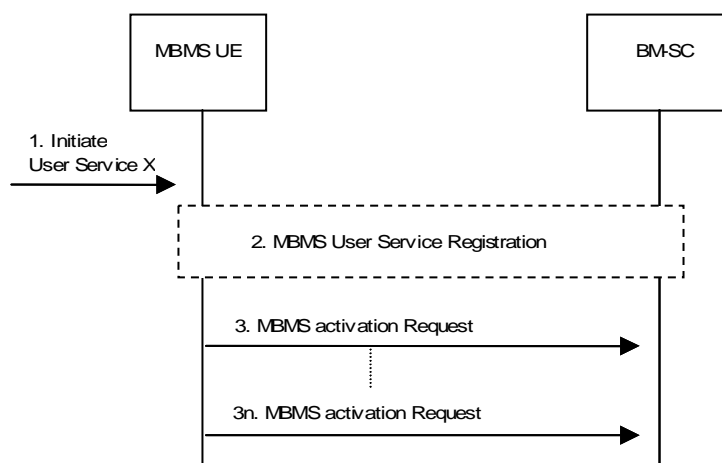 MBMS UE
BM-SC
1. Initiate
User Service X
2. MBMS User Service Registration
3. MBMS activation Request
3n. MBMS activation Request